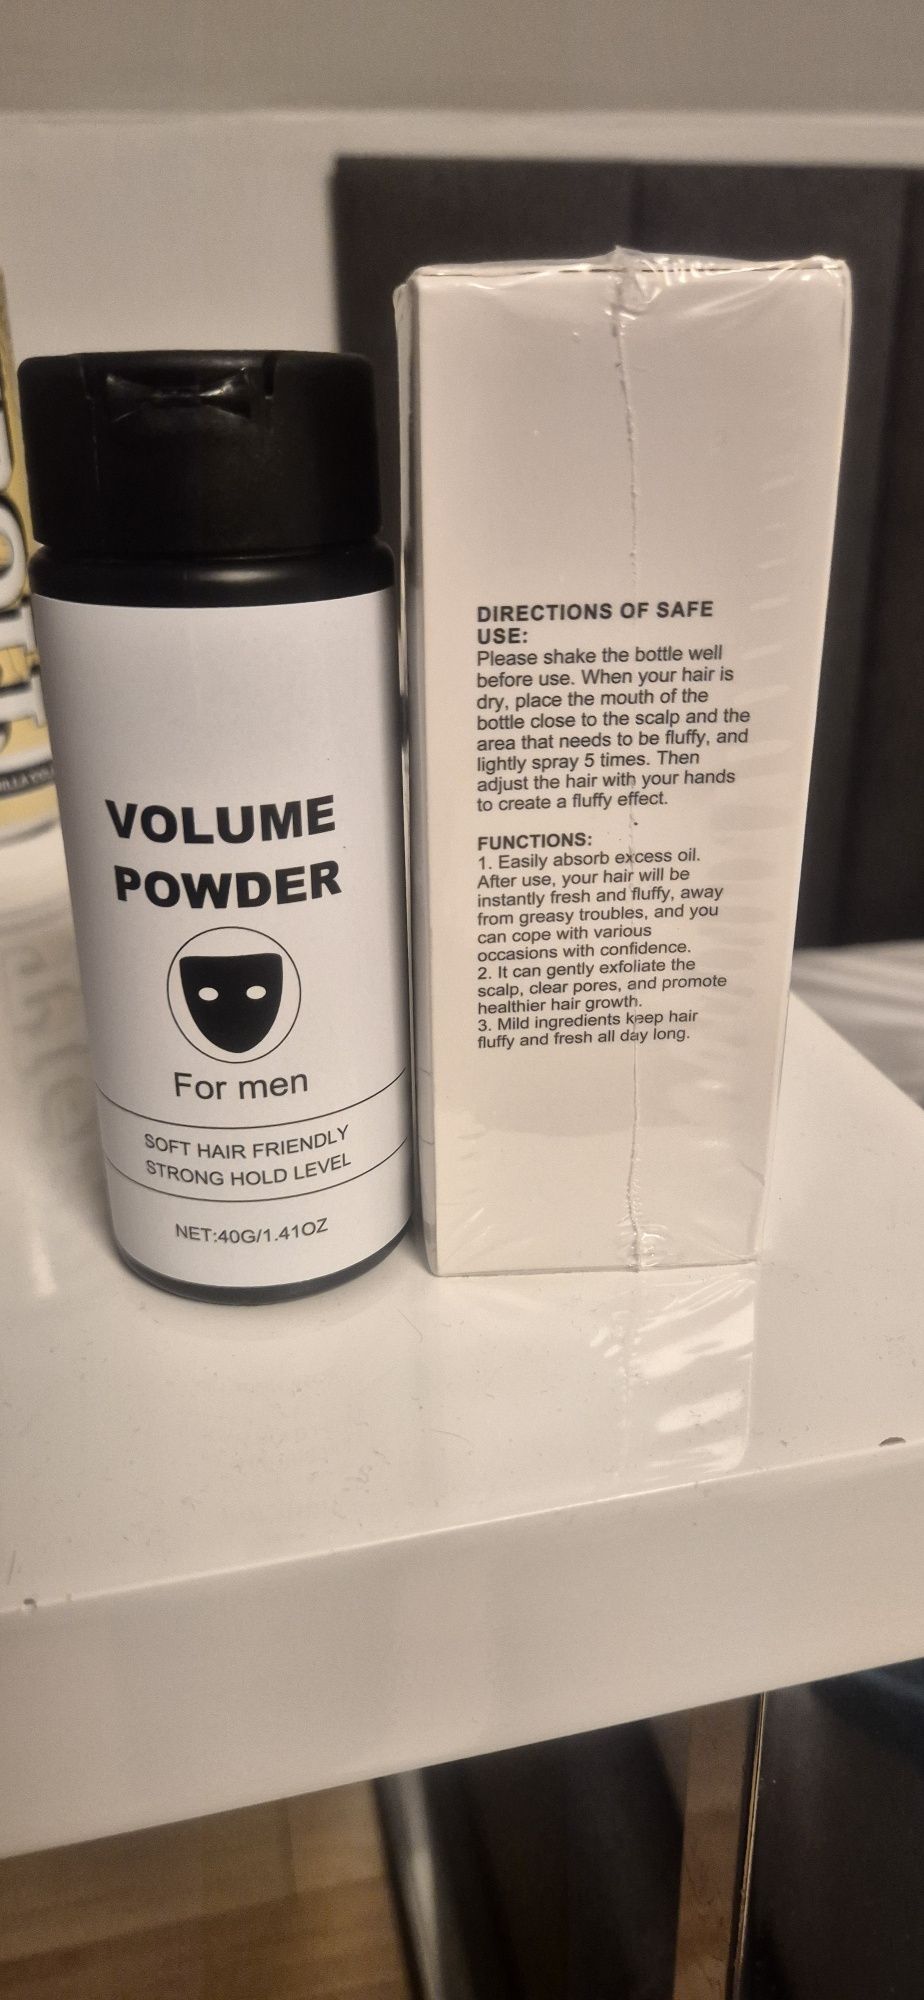 VOLUME
POWDER
For men
SOFT HAIR FRIENDLY
STRONG HOLD LEVEL
NET:40G/1.41OZ
DIRECTIONS OF SAFE
USE:
Please shake the bottle well
before use. When your hair is
dry, place the mouth of the
bottle close to the scalp and the
area that needs to be fluffy, and
lightly spray 5 times. Then
adjust the hair with your hands
to create a fluffy effect.
FUNCTIONS:
1. Easily absorb excess oil.
After use, your hair will be
instantly fresh and fluffy, away
from greasy troubles, and you
can cope with various
occasions with confidence.
2. It can gently exfoliate the
scalp, clear pores, and promote
healthier hair growth.
3. Mild ingredients keep hair
fluffy and fresh all day long.